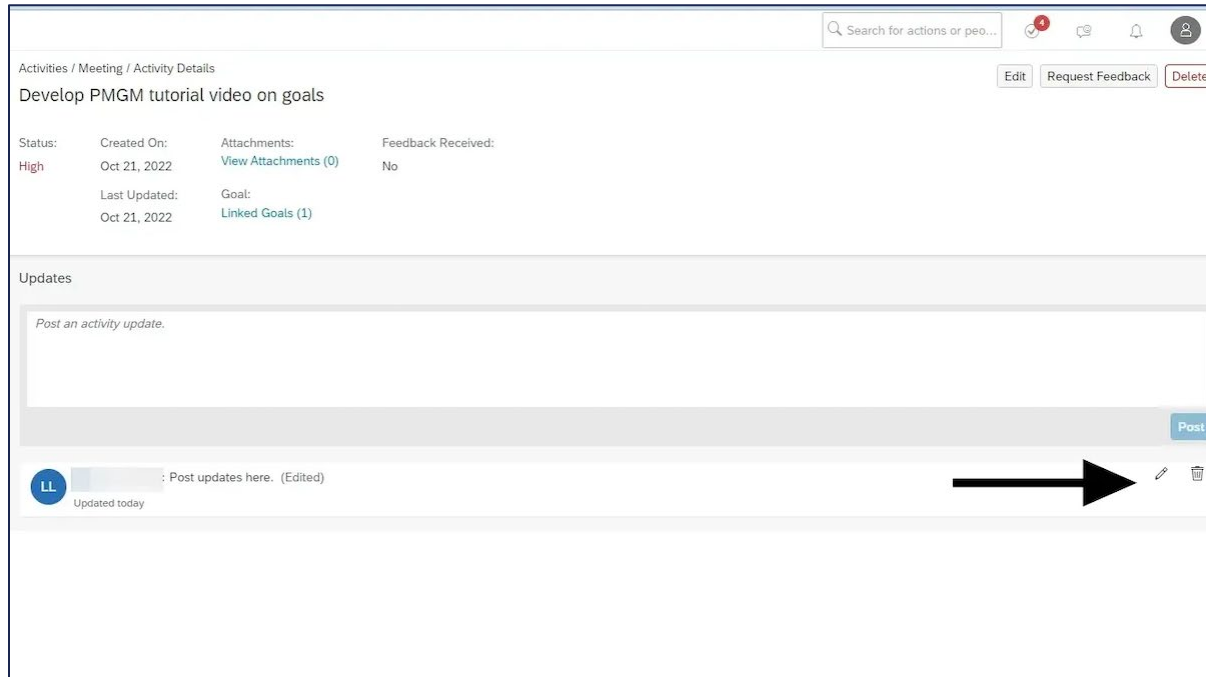 Search for actions or peo...
4
Activities / Meeting / Activity Details
Edit
Request Feedback
Delete
Develop PMGM tutorial video on goals
Status:
Created On:
Attachments:
Feedback Received:
High
Oct 21, 2022
View Attachments (0)
No
Last Updated:
Goal:
Oct 21, 2022
Linked Goals (1)
Updates
Post an activity update.
Post
LL
: Post updates here. (Edited)
Updated today